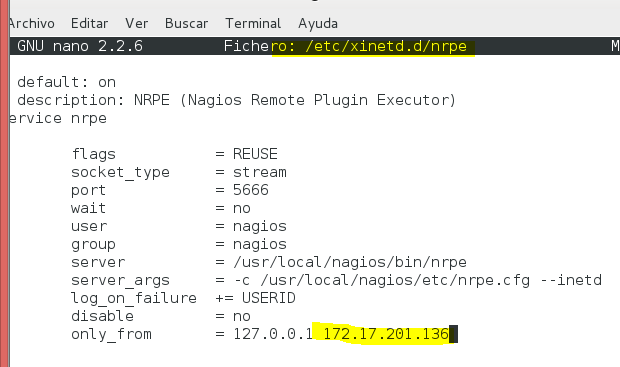 Archivo Editar Ver Buscar Terminal Ayuda
GNU nano 2.2.6 Fichero: /etc/xinetd.d/nrpe M
default: on
description: NRPE (Nagios Remote Plugin Executor)
ervice nrpe
flags = REUSE
socket_type = stream
port = 5666
wait = no
user = nagios
group = nagios
server = /usr/local/nagios/bin/nrpe
server_args = -c /usr/local/nagios/etc/nrpe.cfg --inetd
log_on_failure += USERID
disable = no
only_from = 127.0.0.1 172.17.201.136